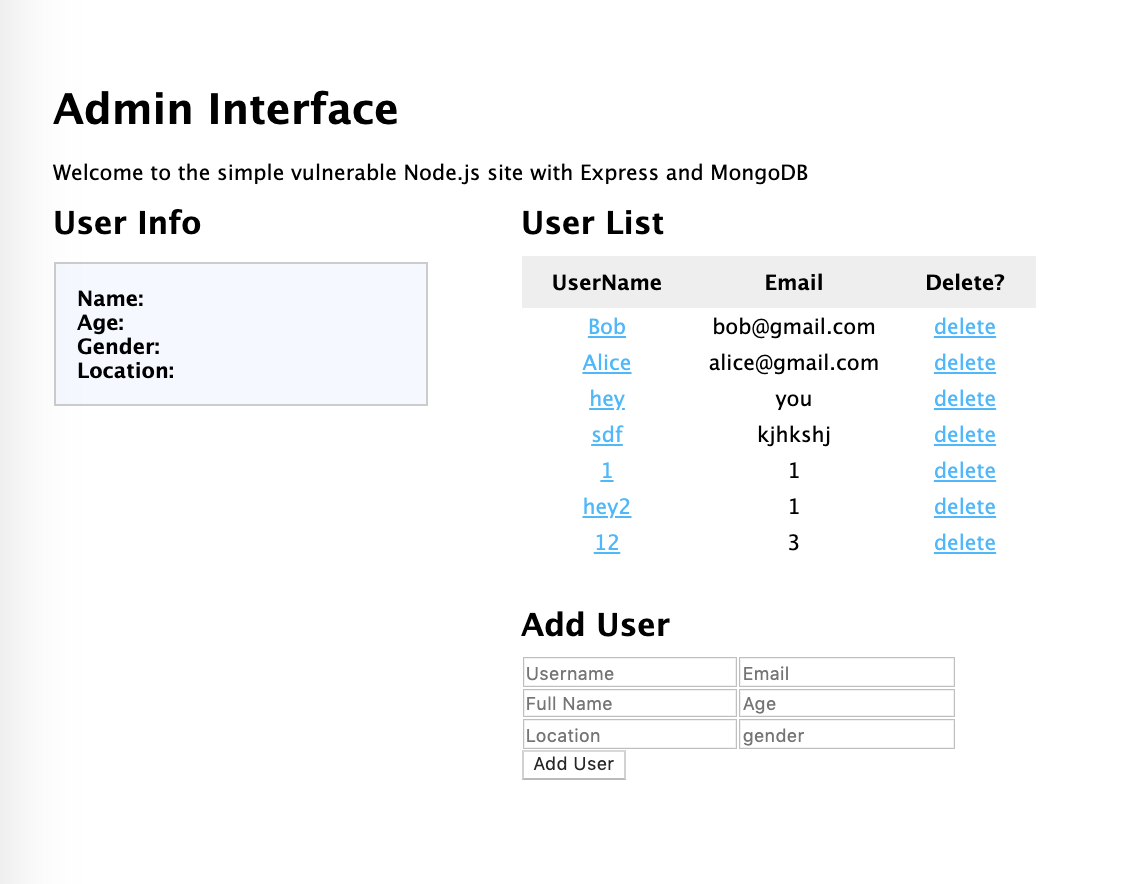 Admin Interface
Welcome to the simple vulnerable Node.js site with Express and MongoDB
User Info
Name:
Age:
Gender:
Location:
User List
UserName Email Delete?
Bob bob@gmail.com delete
Alice alice@gmail.com delete
hey you delete
sdf kjhkshj delete
1 1 delete
hey2 1 delete
12 3 delete
Add User
Username Email
Full Name Age
Location gender
Add User